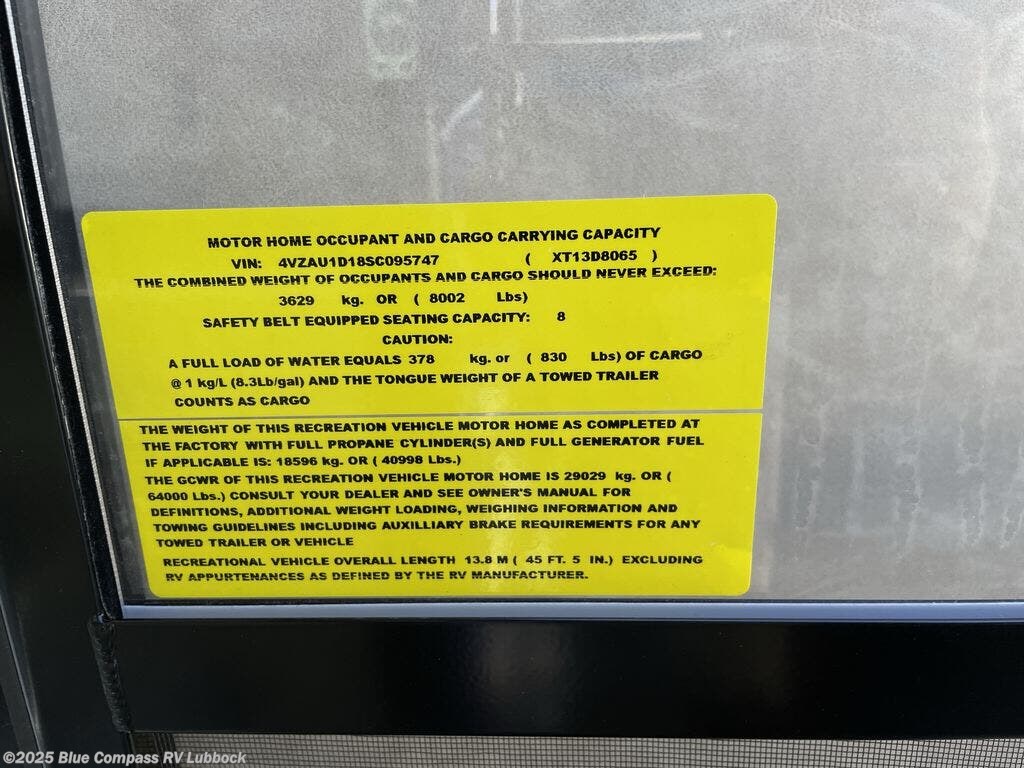 MOTOR HOME OCCUPANT AND CARGO CARRYING CAPACITY
VIN: 4VZAU1D18SC095747 ( XT13D8065 )
THE COMBINED WEIGHT OF OCCUPANTS AND CARGO SHOULD NEVER EXCEED:
3629 kg. OR ( 8002 Lbs)
SAFETY BELT EQUIPPED SEATING CAPACITY: 8
CAUTION:
A FULL LOAD OF WATER EQUALS 378 kg. or ( 830 Lbs) OF CARGO
@ 1 kg/L (8.3Lb/gal) AND THE TONGUE WEIGHT OF A TOWED TRAILER
COUNTS AS CARGO
THE WEIGHT OF THIS RECREATION VEHICLE MOTOR HOME AS COMPLETED AT
THE FACTORY WITH FULL PROPANE CYLINDER(S) AND FULL GENERATOR FUEL
IF APPLICABLE IS: 18596 kg. OR ( 40998 Lbs.)
THE GCWR OF THIS RECREATION VEHICLE MOTOR HOME IS 29029 kg. OR (
64000 Lbs.) CONSULT YOUR DEALER AND SEE OWNER'S MANUAL FOR
DEFINITIONS, ADDITIONAL WEIGHT LOADING, WEIGHING INFORMATION AND
TOWING GUIDELINES INCLUDING AUXILLIARY BRAKE REQUIREMENTS FOR ANY
TOWED TRAILER OR VEHICLE
RECREATIONAL VEHICLE OVERALL LENGTH 13.8 M ( 45 FT. 5 IN.) EXCLUDING
RV APPURTENANCES AS DEFINED BY THE RV MANUFACTURER.
©2025 Blue Compass RV Lubbock